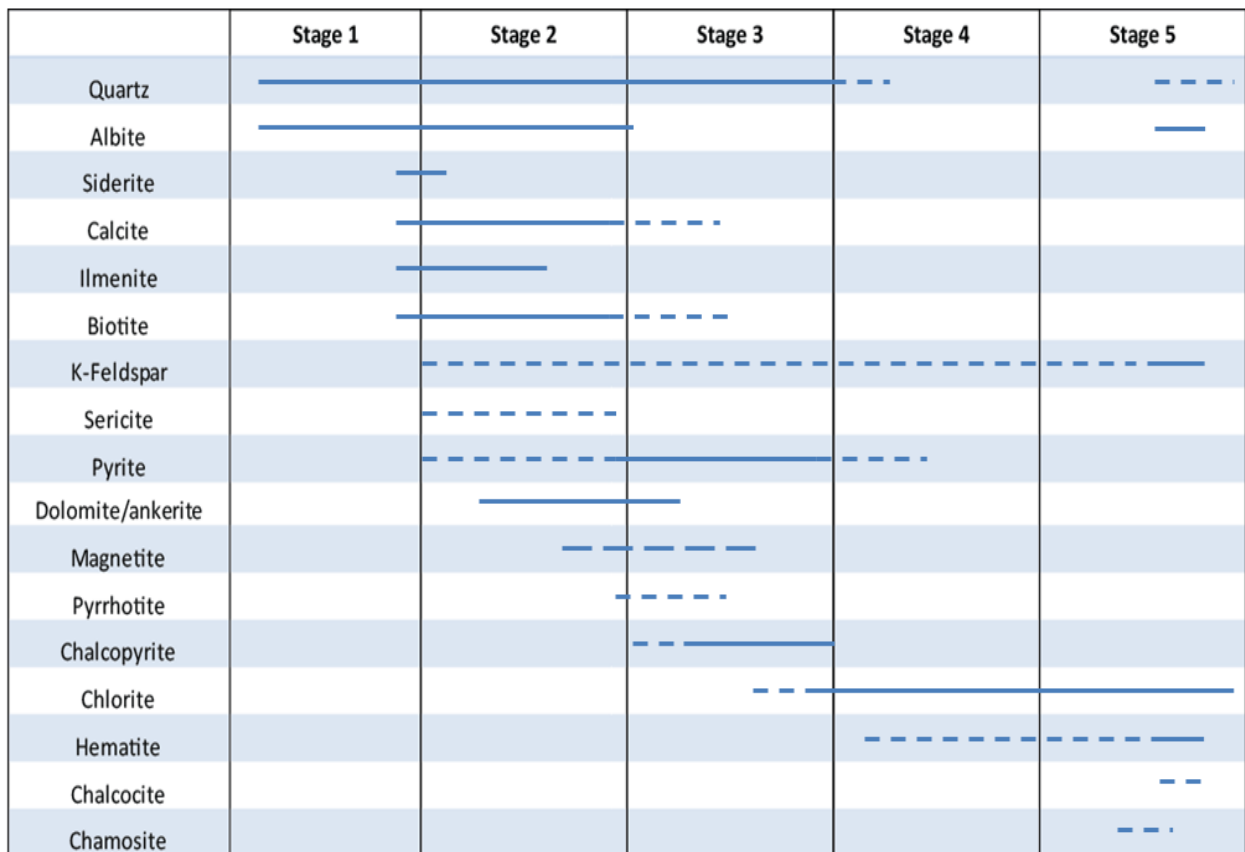 Stage 1 Stage 2 Stage 3 Stage 4 Stage 5
Quartz
Albite
Siderite
Calcite
Ilmenite
Biotite
K-Feldspar
Sericite
Pyrite
Dolomite/ankerite
Magnetite
Pyrrhotite
Chalcopyrite
Chlorite
Hematite
Chalcocite
Chamosite